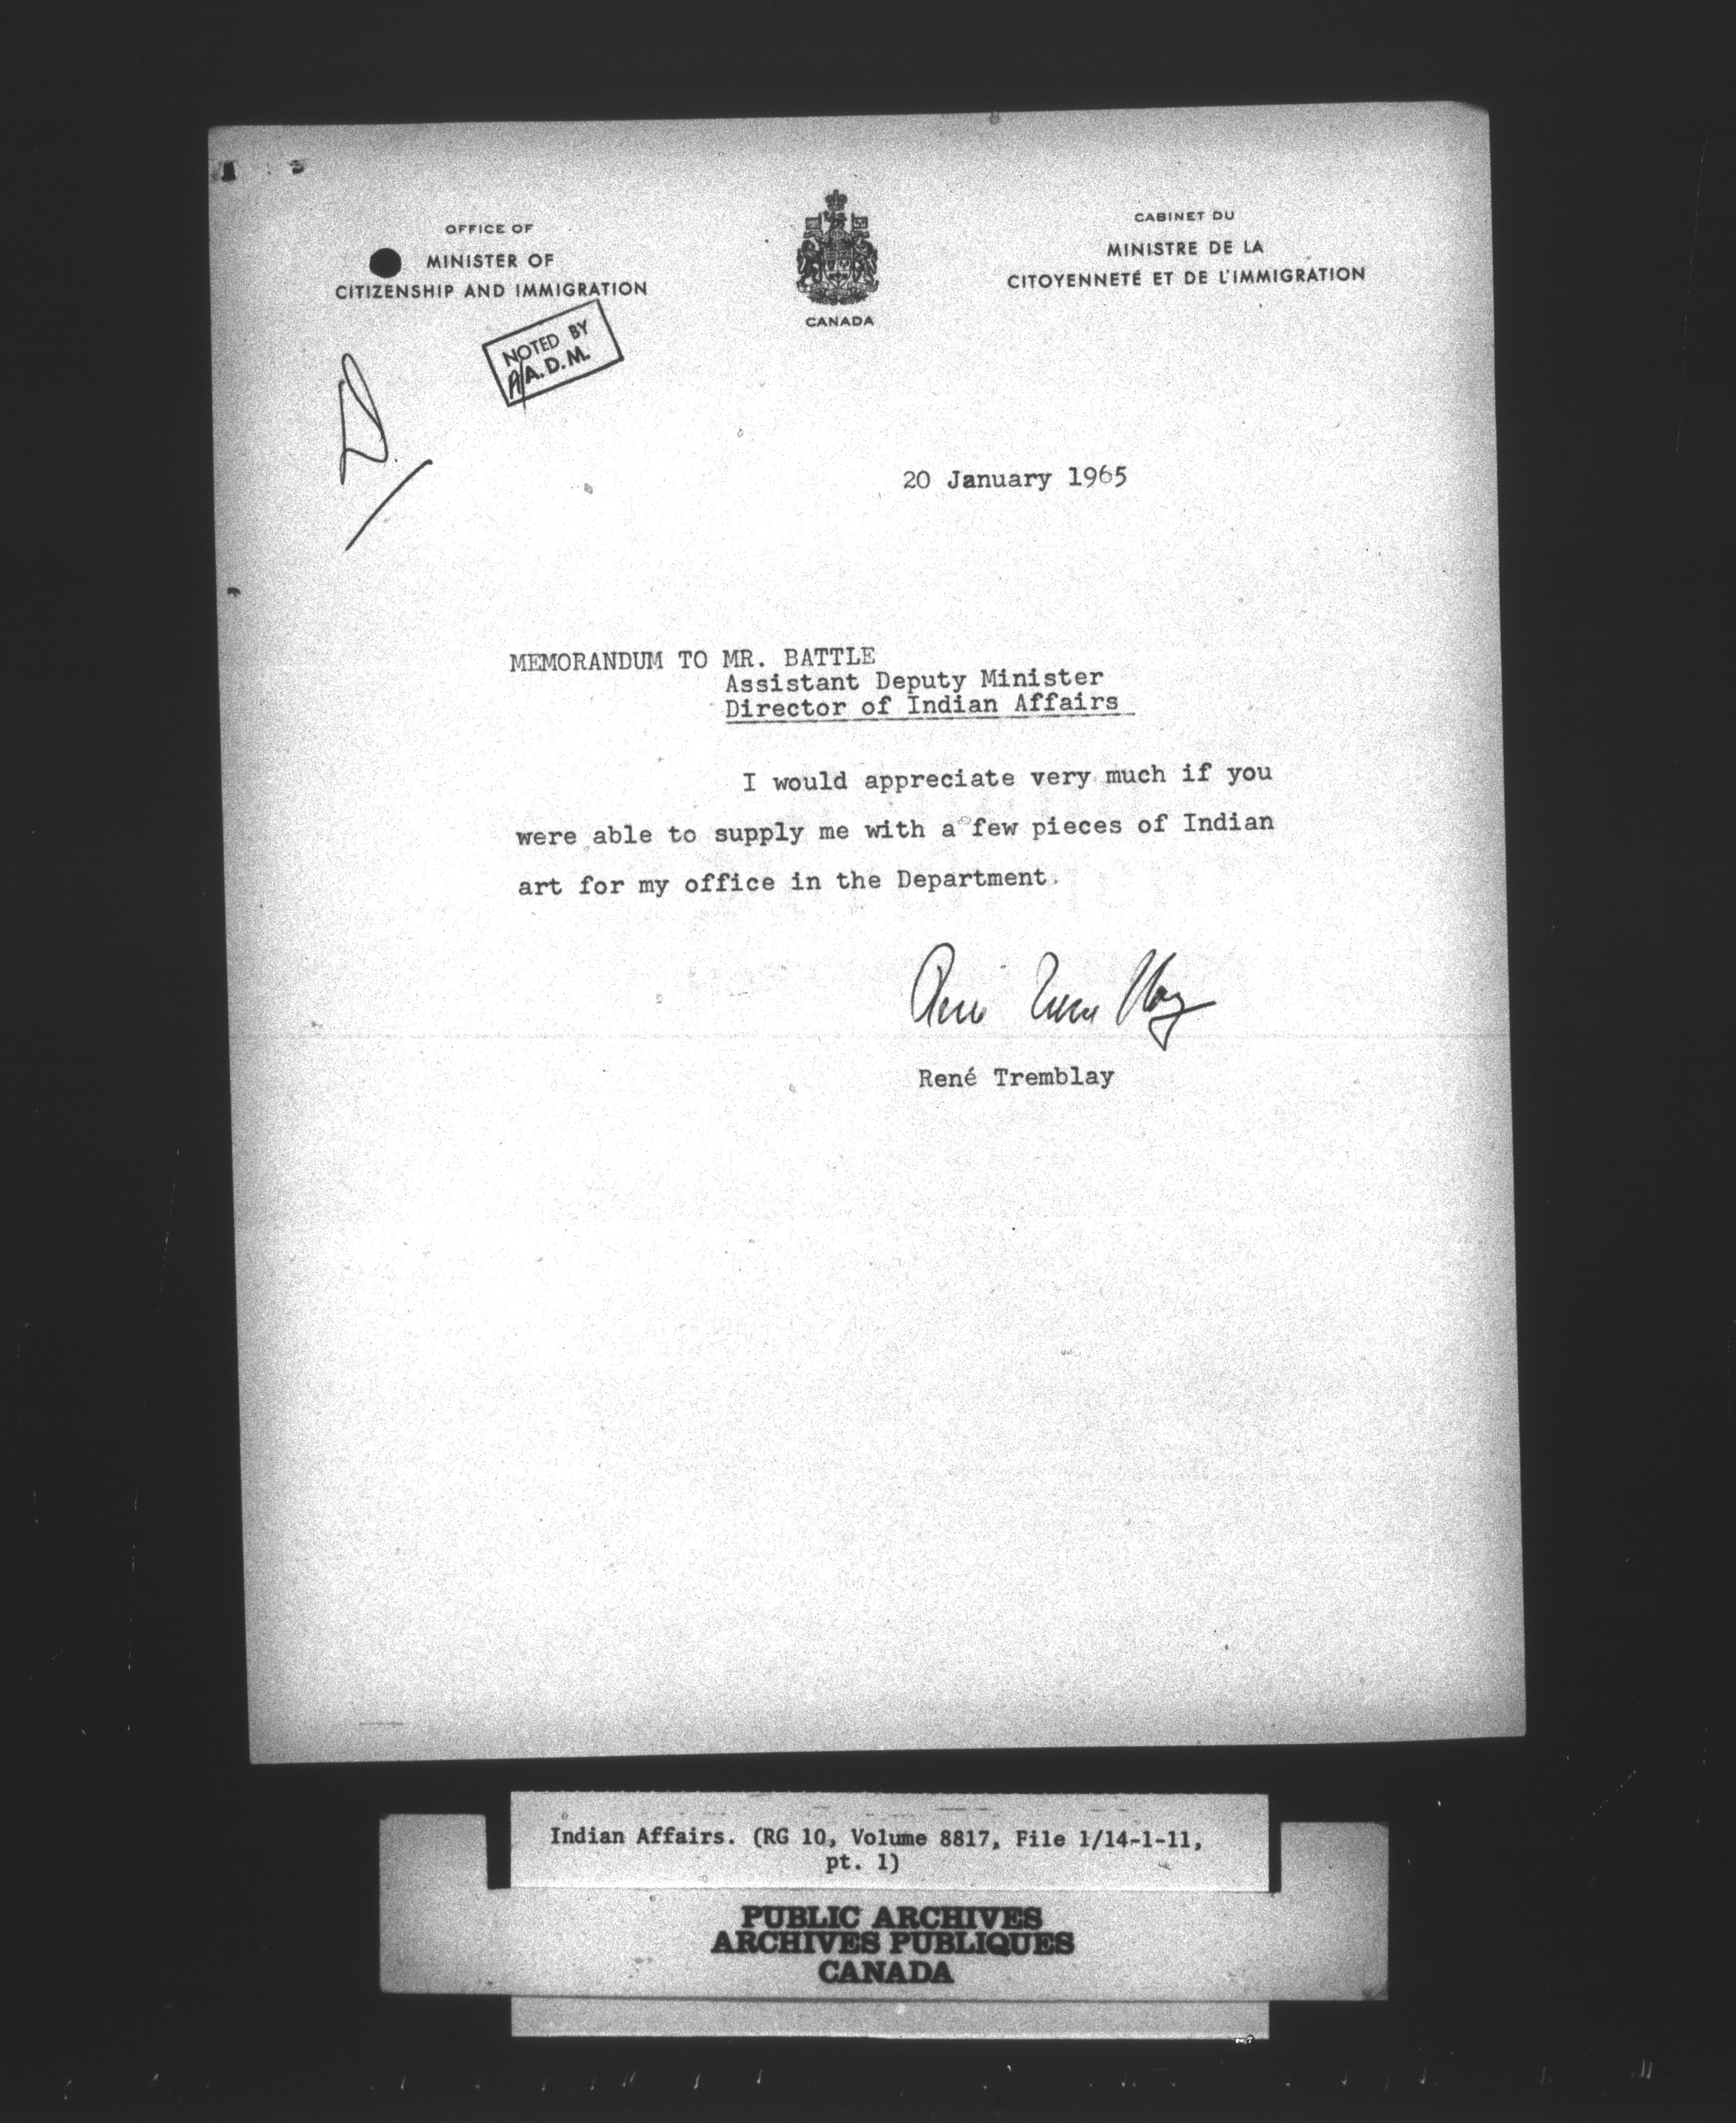 OFFICE OF
MINISTER OF
CITIZENSHIP AND IMMIGRATION
CANADA
CABINET DU
MINISTRE DE LA
CITOYENNETÉ ET DE L'IMMIGRATION
NOTED BY
A.D.M.
20 January 1965
MEMORANDUM TO MR. BATTLE
Assistant Deputy Minister
Director of Indian Affairs
I would appreciate very much if you
were able to supply me with a few pieces of Indian
art for my office in the Department.
René Tremblay
René Tremblay
Indian Affairs. (RG 10, Volume 8817, File 1/14-1-11,
pt. 1)
PUBLIC ARCHIVES
ARCHIVES PUBLIQUES
CANADA